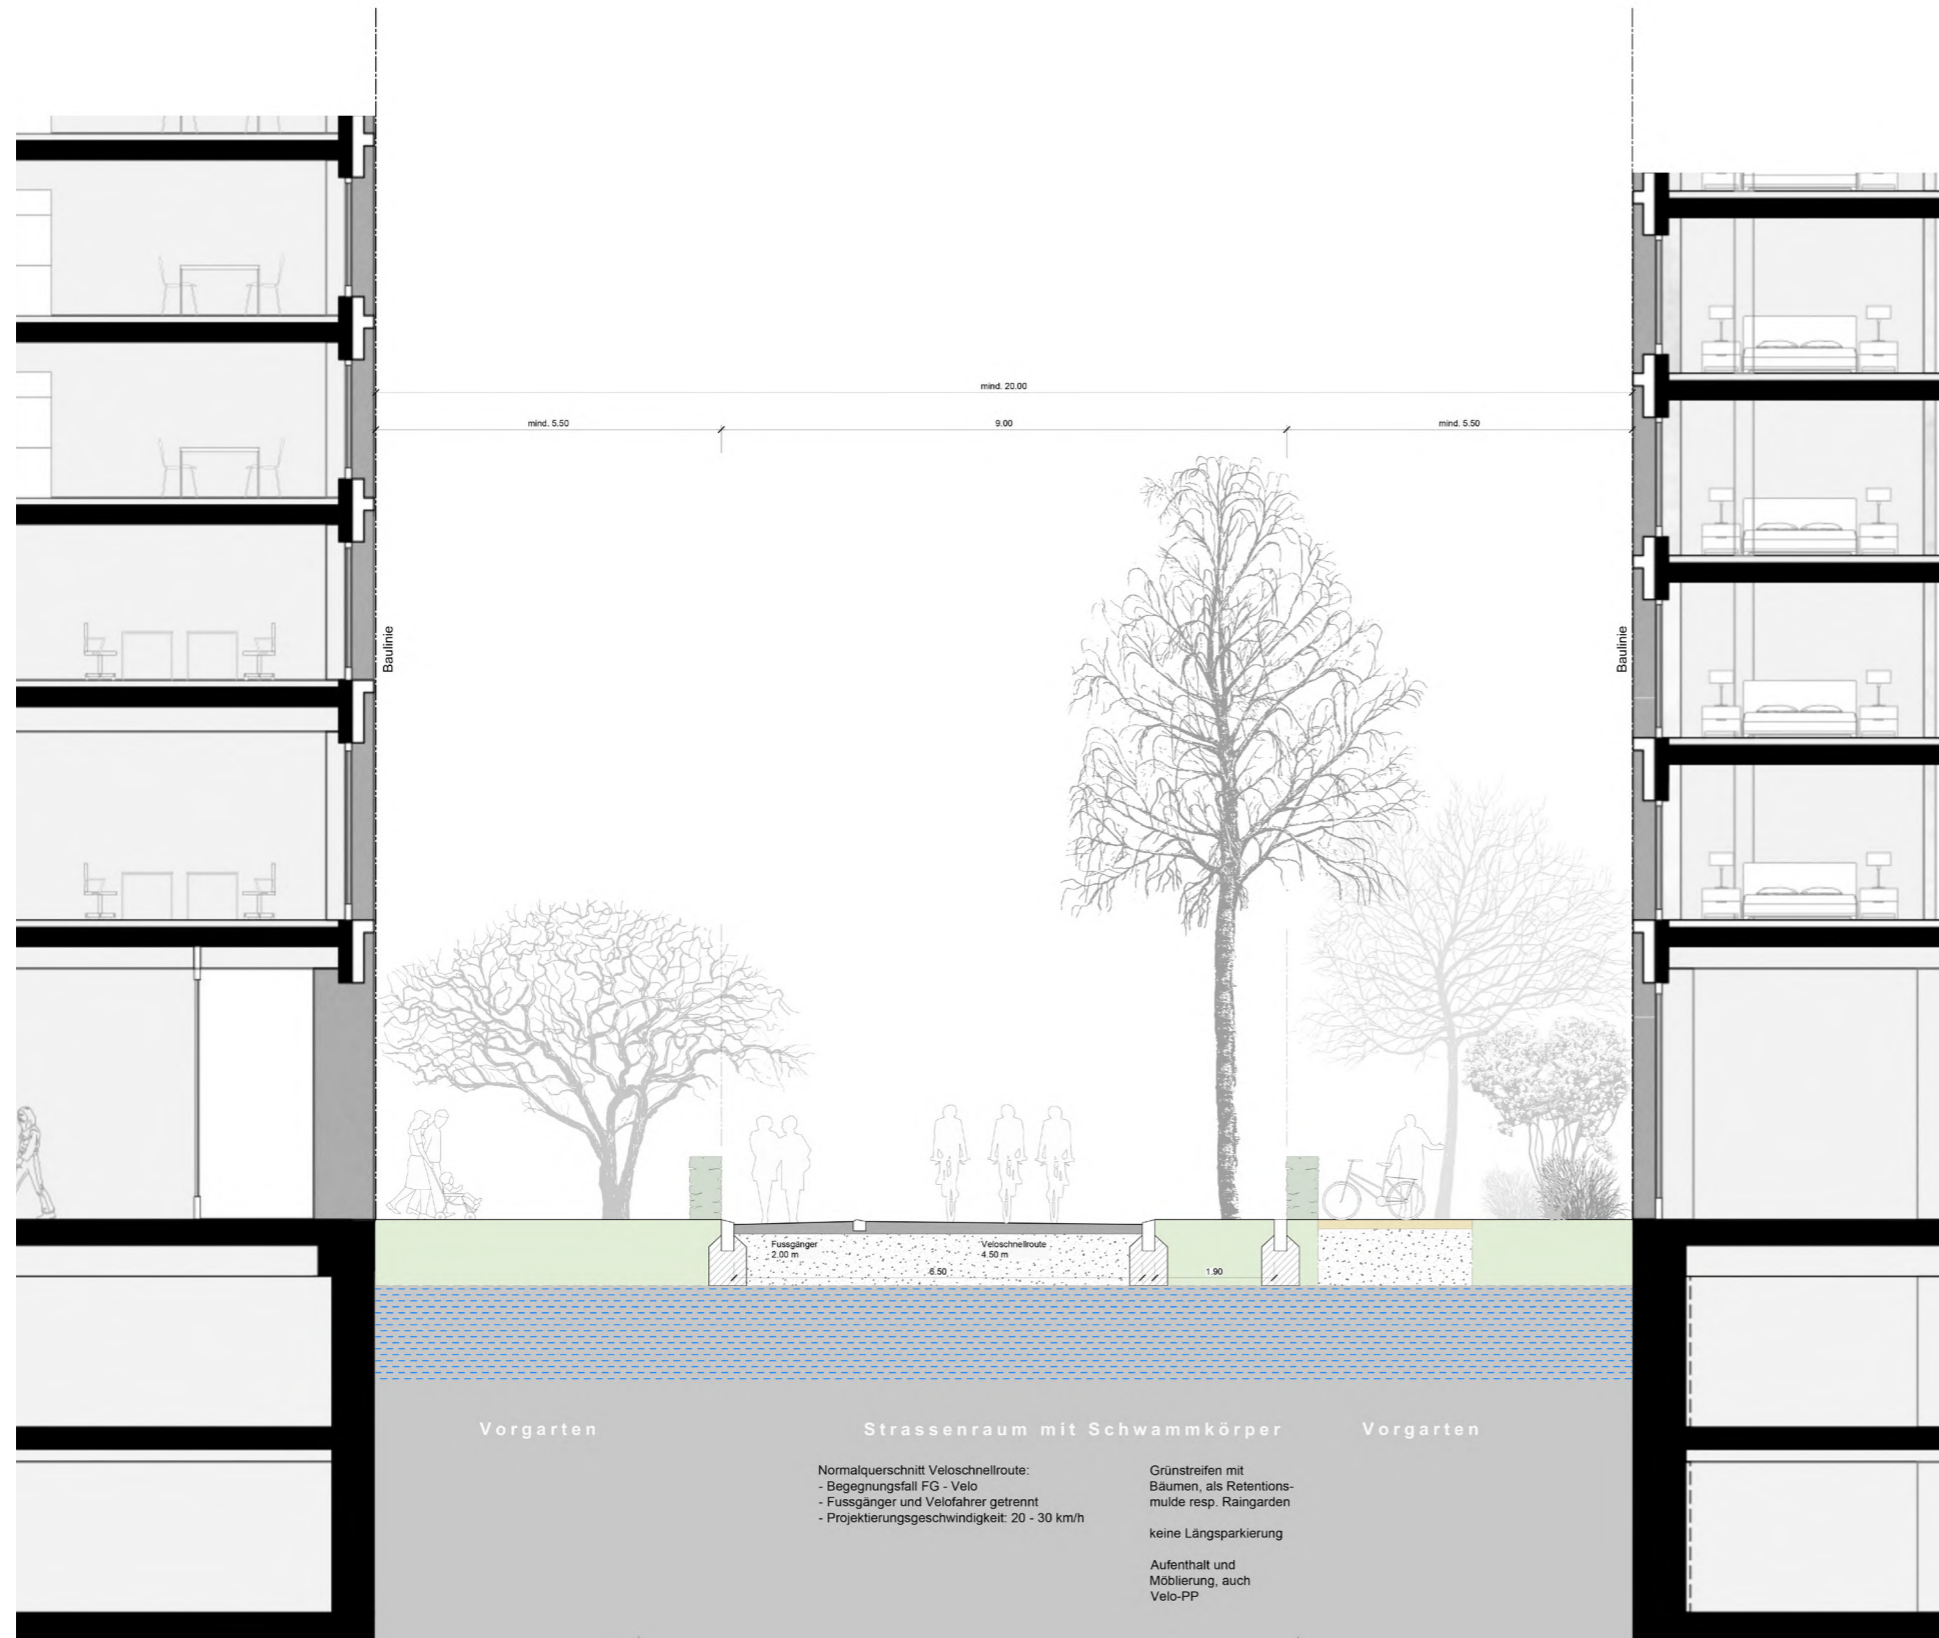 mind. 20.00
mind. 5.50
9.00
mind. 5.50
Baulinie
Baulinie
Fussgänger
2.00 m
Veloschnellroute
4.50 m
6.50
1.90
Vorgarten
Strassenraum mit Schwammkörper
Vorgarten
Normalquerschnitt Veloschnellroute:
- Begegnungsfall FG - Velo
- Fussgänger und Velofahrer getrennt
- Projektierungsgeschwindigkeit: 20 - 30 km/h
Grünstreifen mit
Bäumen, als Retentions-
mulde resp. Raingarden
keine Längsparkierung
Aufenthalt und
Möblierung, auch
Velo-PP